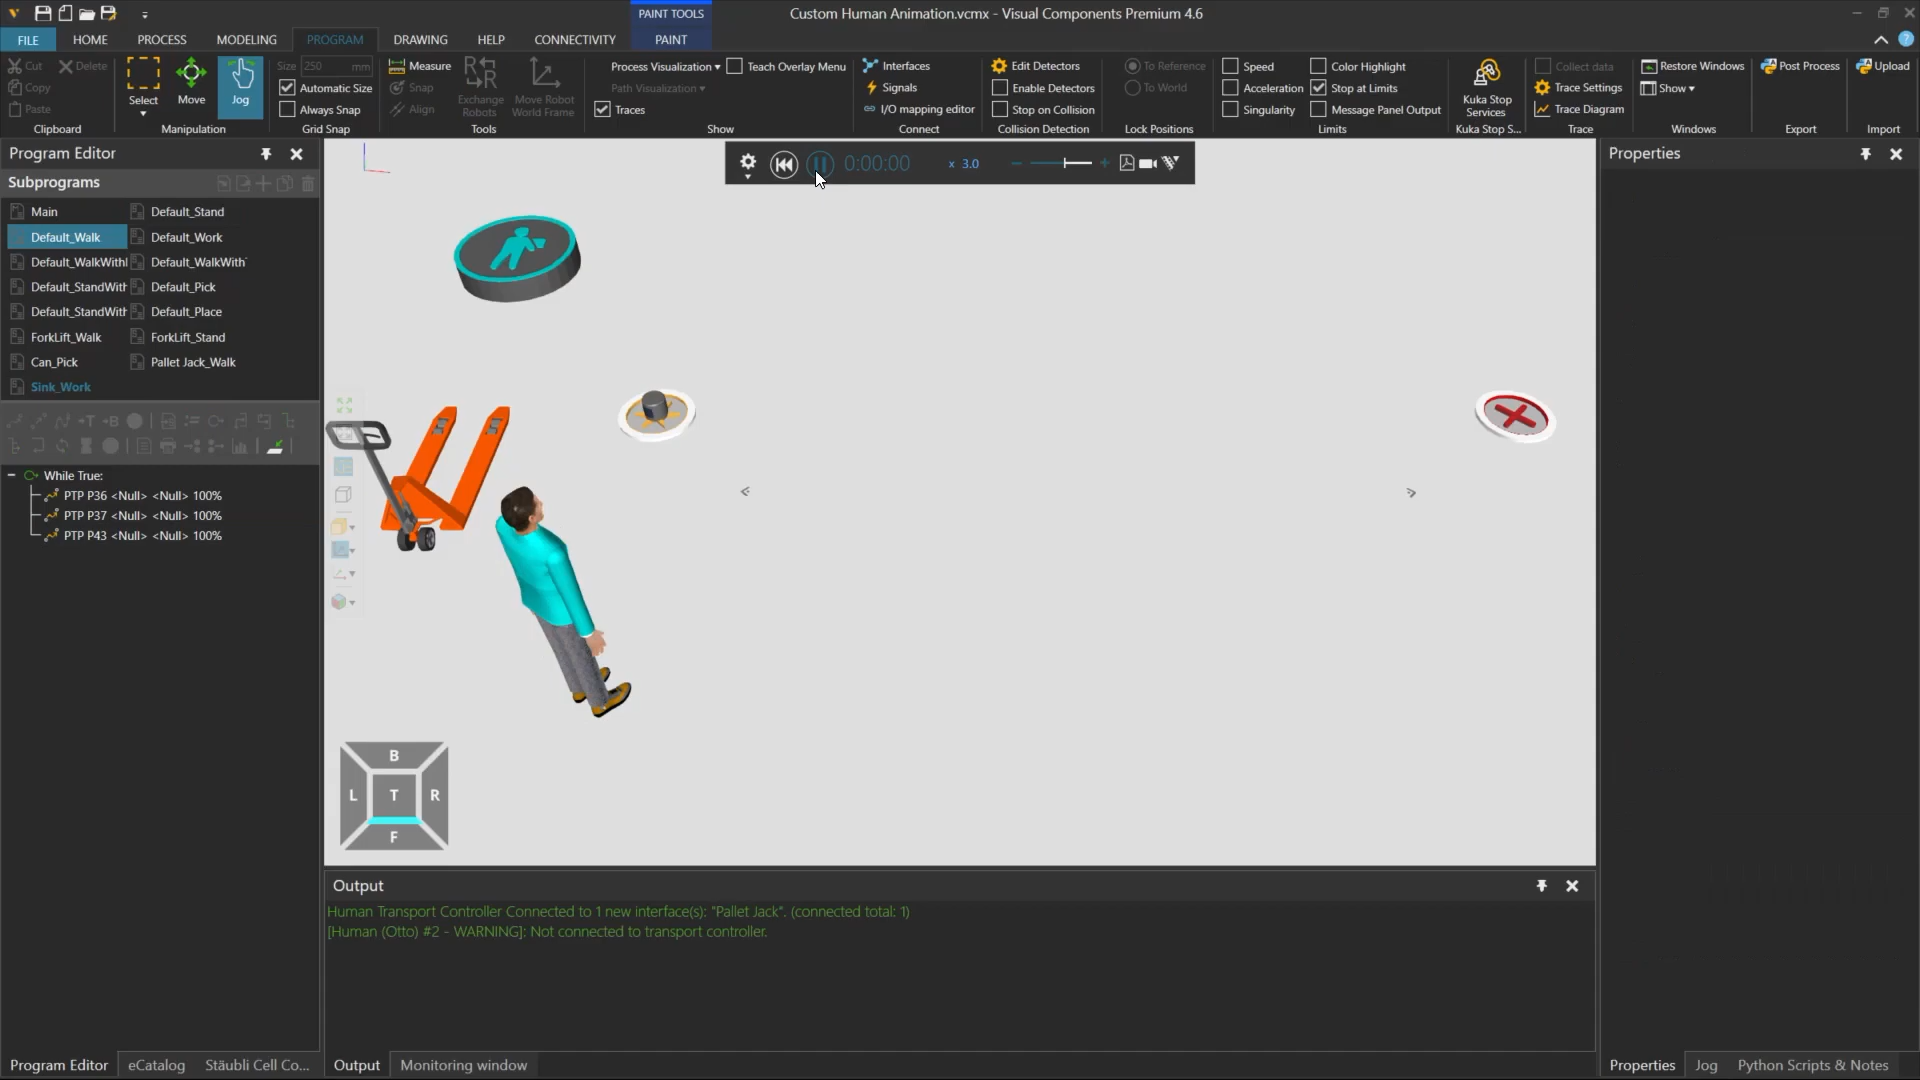 PAINT TOOLS
Custom Human Animation.vcmx - Visual Components Premium 4.6
FILE HOME PROCESS MODELING PROGRAM DRAWING HELP CONNECTIVITY PAINT
Cut Delete
Copy
Paste
Clipboard
Select Move Jog
Manipulation
Size 250 mm
Automatic Size
Always Snap
Grid Snap
Measure
Snap
Align
Exchange Robots
Move Robot World Frame
Tools
Process Visualization Teach Overlay Menu
Path Visualization
Traces
Show
Interfaces
Signals
I/O mapping editor
Connect
Edit Detectors
Enable Detectors
Stop on Collision
Collision Detection
To Reference
To World
Lock Positions
Speed Color Highlight
Acceleration Stop at Limits
Singularity Message Panel Output
Limits
Kuka Stop Services
Kuka Stop S...
Collect data
Trace Settings
Trace Diagram
Trace
Restore Windows
Show
Windows
Post Process
Export
Upload
Import
Program Editor
Subprograms
Main Default_Stand
Default_Walk Default_Work
Default_WalkWithI Default_WalkWith
Default_StandWith Default_Pick
Default_StandWith Default_Place
ForkLift_Walk ForkLift_Stand
Can_Pick Pallet Jack_Walk
Sink_Work
While True:
PTP P36 <Null> <Null> 100%
PTP P37 <Null> <Null> 100%
PTP P43 <Null> <Null> 100%
0:00:00 x 3.0
B
L T R
F
Properties
Output
Human Transport Controller Connected to 1 new interface(s): "Pallet Jack". (connected total: 1)
[Human (Otto) #2 - WARNING]: Not connected to transport controller.
Program Editor eCatalog Stäubli Cell Co... Output Monitoring window Properties Jog Python Scripts & Notes